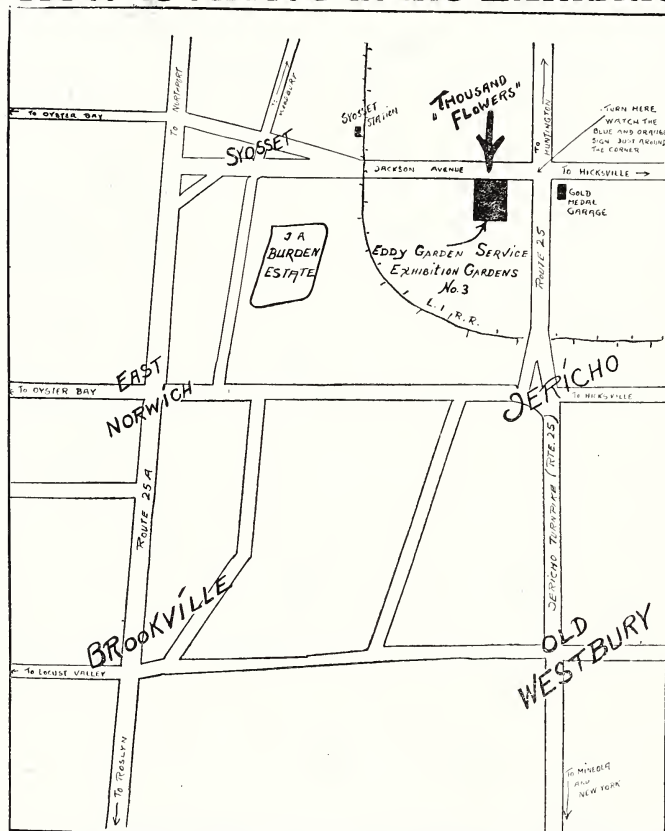 TO NORTHPORT
TO OYSTER BAY
WOODBURY
SYOSSET
SYOSSET
STATION
"THOUSAND
FLOWERS"
TO
HUNTINGTON
TURN HERE
WATCH THE
BLUE AND ORANGE
SIGN JUST AROUND
THE CORNER
JACKSON AVENUE
TO HICKSVILLE
GOLD
MEDAL
GARAGE
J A
BURDEN
ESTATE
EDDY GARDEN SERVICE
EXHIBITION GARDENS
No. 3
L. I. R. R.
ROUTE 25
EAST
NORWICH
TO OYSTER BAY
JERICHO
TO HICKSVILLE
ROUTE 25A
JERICHO TURNPIKE (RTE. 25)
BROOKVILLE
OLD
WESTBURY
TO LOCUST VALLEY
TO ROSLYN
TO MINEOLA
AND
NEW YORK